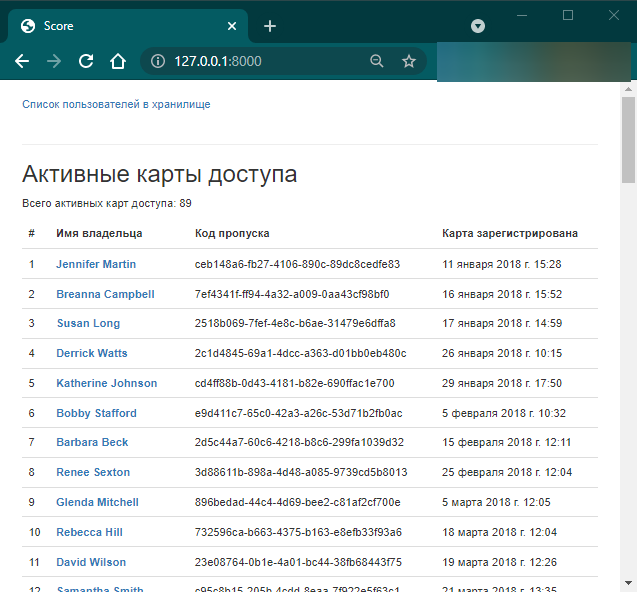 Score
127.0.0.1:8000
Список пользователей в хранилище
Активные карты доступа
Всего активных карт доступа: 89
# Имя владельца Код пропуска Карта зарегистрирована
1 Jennifer Martin ceb148a6-fb27-4106-890c-89dc8cedfe83 11 января 2018 г. 15:28
2 Breanna Campbell 7ef4341f-ff94-4a32-a009-0aa43cf98bf0 16 января 2018 г. 15:52
3 Susan Long 2518b069-7fef-4e8c-b6ae-31479e6dffa8 17 января 2018 г. 14:59
4 Derrick Watts 2c1d4845-69a1-4dcc-a363-d01bb0eb480c 26 января 2018 г. 10:15
5 Katherine Johnson cd4ff88b-0d43-4181-b82e-690ffac1e700 29 января 2018 г. 17:50
6 Bobby Stafford e9d411c7-65c0-42a3-a26c-53d71b2fb0ac 5 февраля 2018 г. 10:32
7 Barbara Beck 2d5c44a7-60c6-4218-b8c6-299fa1039d32 15 февраля 2018 г. 12:11
8 Renee Sexton 3d88611b-898a-4d48-a085-9739cd5b8013 25 февраля 2018 г. 12:04
9 Glenda Mitchell 896bedad-44c4-4d69-bee2-c81af2cf700e 5 марта 2018 г. 12:05
10 Rebecca Hill 732596ca-b663-4375-b163-e8efb33f93a6 18 марта 2018 г. 12:04
11 David Wilson 23e08764-0b1e-4a01-bc44-38fb68443f75 19 марта 2018 г. 12:26
12 Samantha Smith c95c8b15-205b-4cdd-8eaa-7f922e5f63c1 21 марта 2018 г. 13:35